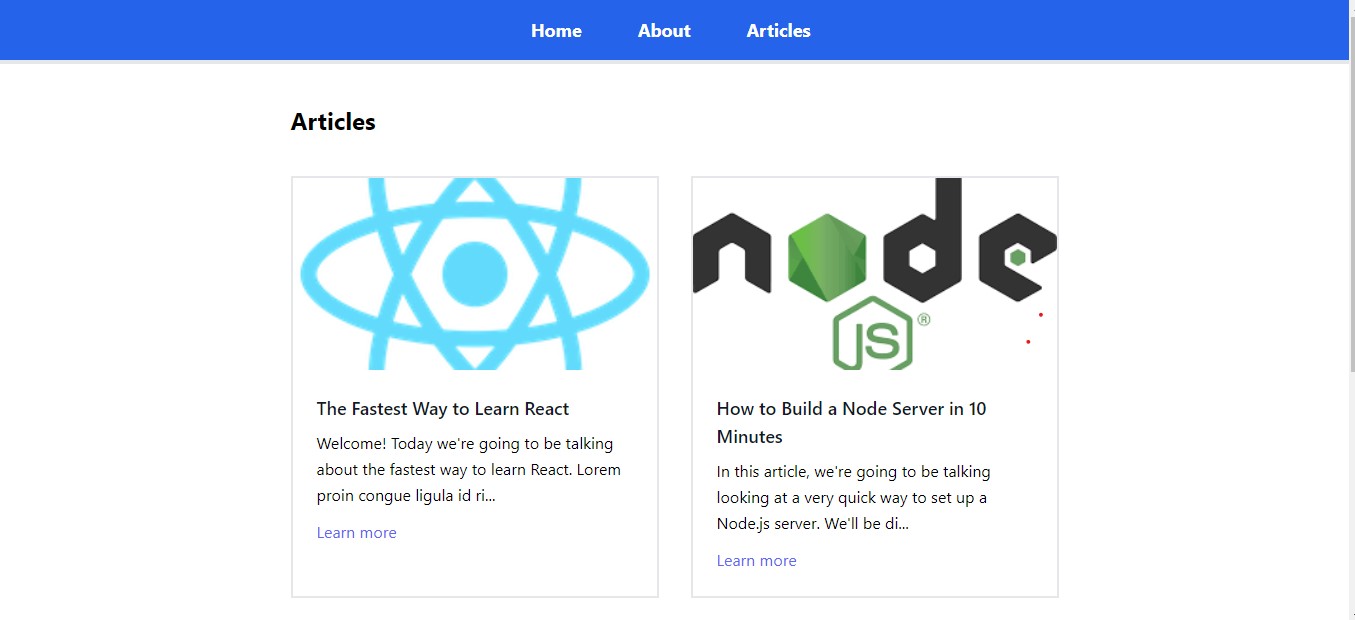 Home About Articles
Articles
node
JS®
The Fastest Way to Learn React
Welcome! Today we're going to be talking
about the fastest way to learn React. Lorem
proin congue ligula id ri...
Learn more
How to Build a Node Server in 10
Minutes
In this article, we're going to be talking
looking at a very quick way to set up a
Node.js server. We'll be di...
Learn more